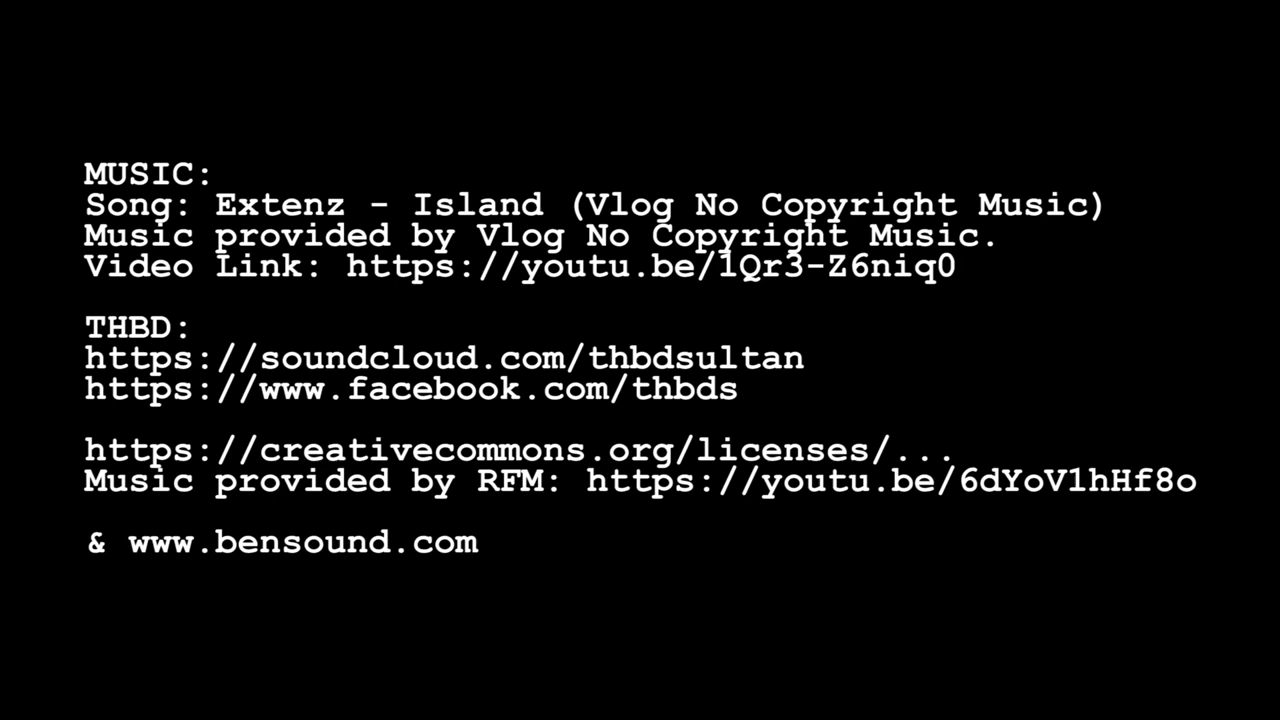 MUSIC:
Song: Extenz - Island (Vlog No Copyright Music)
Music provided by Vlog No Copyright Music.
Video Link: https://youtu.be/1Qr3-Z6niq0
THBD:
https://soundcloud.com/thbdsultan
https://www.facebook.com/thbds
https://creativecommons.org/licenses/...
Music provided by RFM: https://youtu.be/6dYoV1hHf8o
& www.bensound.com